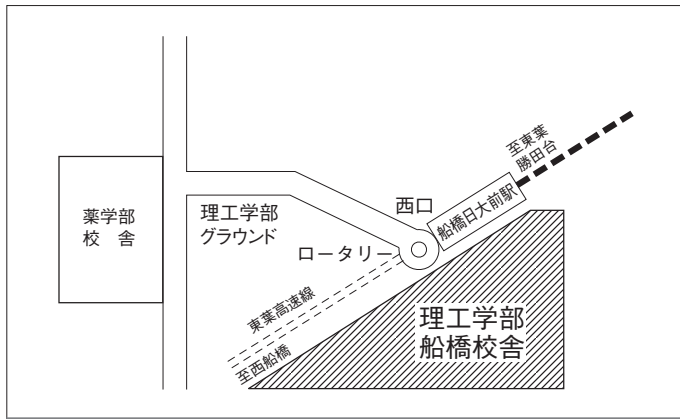 至東葉
勝田台
西口
船橋日大前駅
薬学部
校　舎
理工学部
グラウンド
ロータリー
東葉高速線
至西船橋
理工学部
船橋校舎